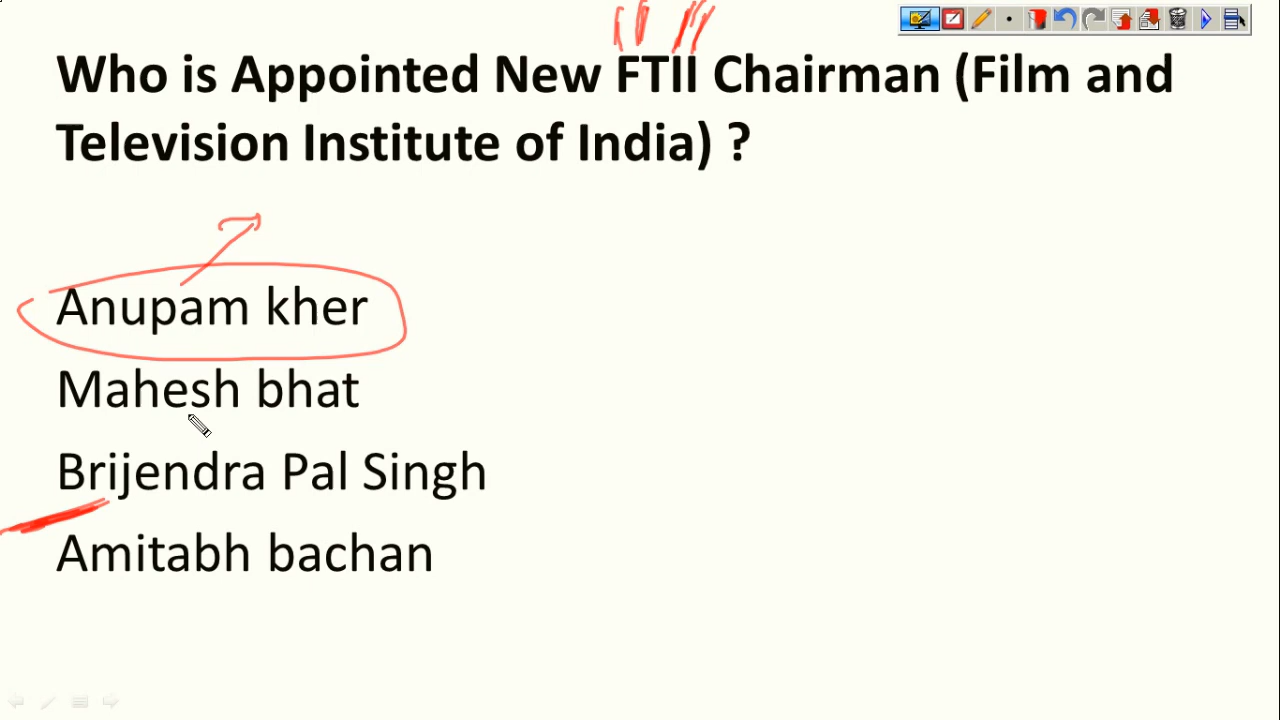 Who is Appointed New FTII Chairman (Film and
Television Institute of India) ?
Anupam kher
Mahesh bhat
Brijendra Pal Singh
Amitabh bachan